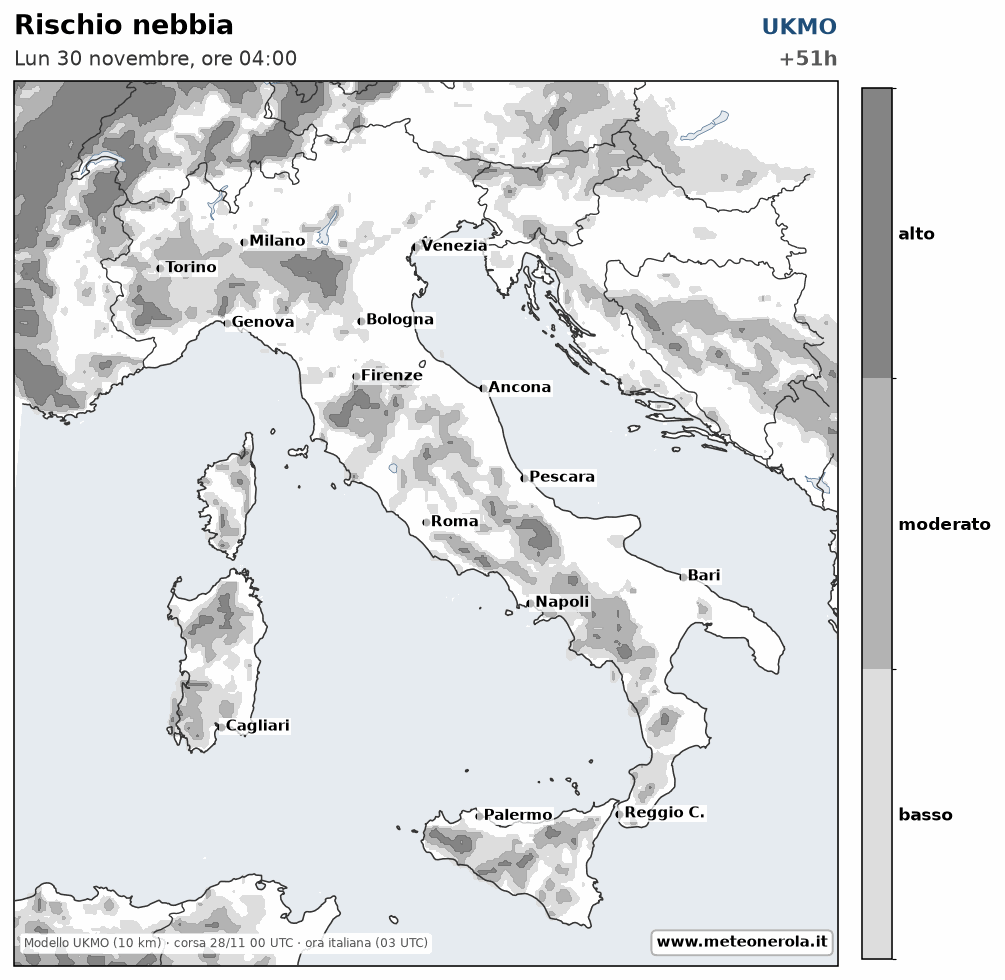 Rischio nebbia
UKMO
Lun 30 novembre, ore 04:00
+51h
alto
Milano
Venezia
Torino
Genova
Bologna
Firenze
Ancona
Pescara
Roma
moderato
Bari
Napoli
Cagliari
Palermo
Reggio C.
basso
Modello UKMO (10 km) · corsa 28/11 00 UTC · ora italiana (03 UTC)
www.meteonerola.it